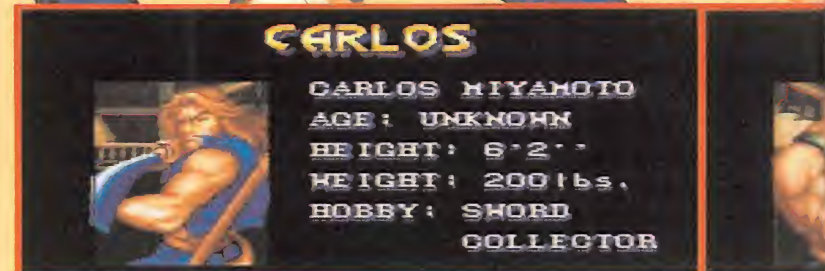 CARLOS
CARLOS MIYAMOTO
AGE: UNKNOWN
HEIGHT: 6'2''
WEIGHT: 200lbs.
HOBBY: SWORD
COLLECTOR